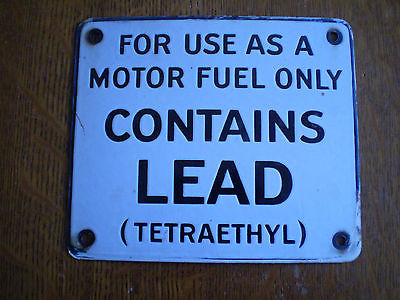 FOR USE AS A
MOTOR FUEL ONLY
CONTAINS
LEAD
(TETRAETHYL)